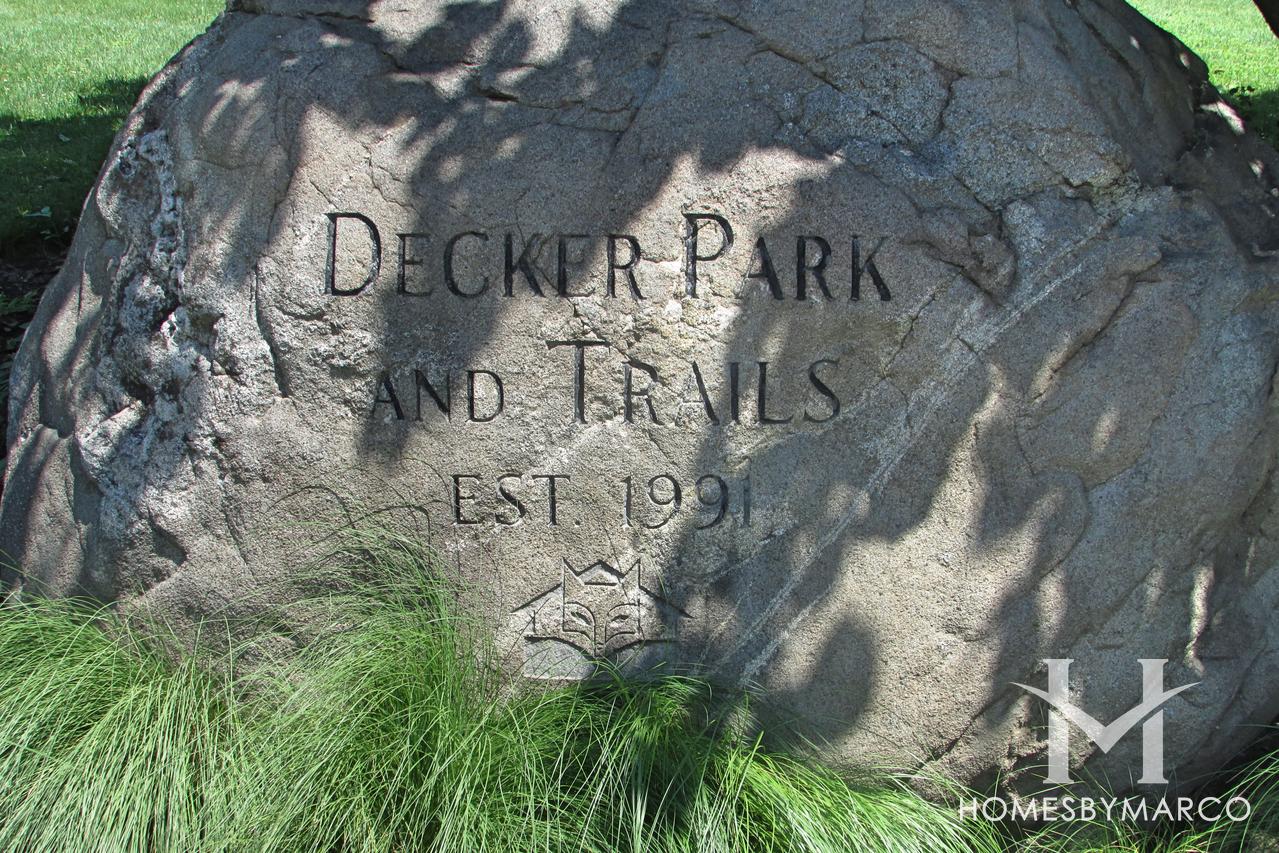 DECKER PARK
AND TRAILS
EST. 1991
H
HOMESBYMARCO